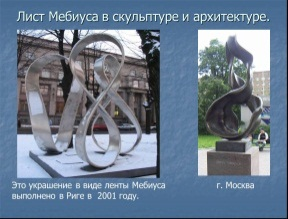 Лист Мебиуса в скульптуре и архитектуре.
Это украшение в виде ленты Мебиуса
выполнено в Риге в 2001 году.
г. Москва